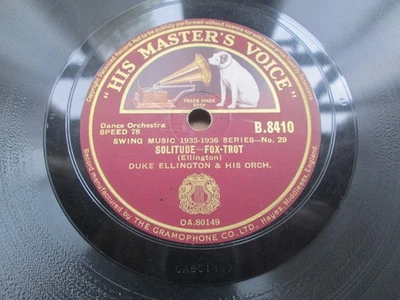 "HIS MASTER'S VOICE"
TRADE MARK
Dance Orchestra
SPEED 78
B.8410
SWING MUSIC 1935-1936 SERIES—No. 29
SOLITUDE—FOX-TROT
(Ellington)
DUKE ELLINGTON & HIS ORCH.
OA.80149
Manufactured by THE GRAMOPHONE CO. LTD., Hayes, Middlesex, England.